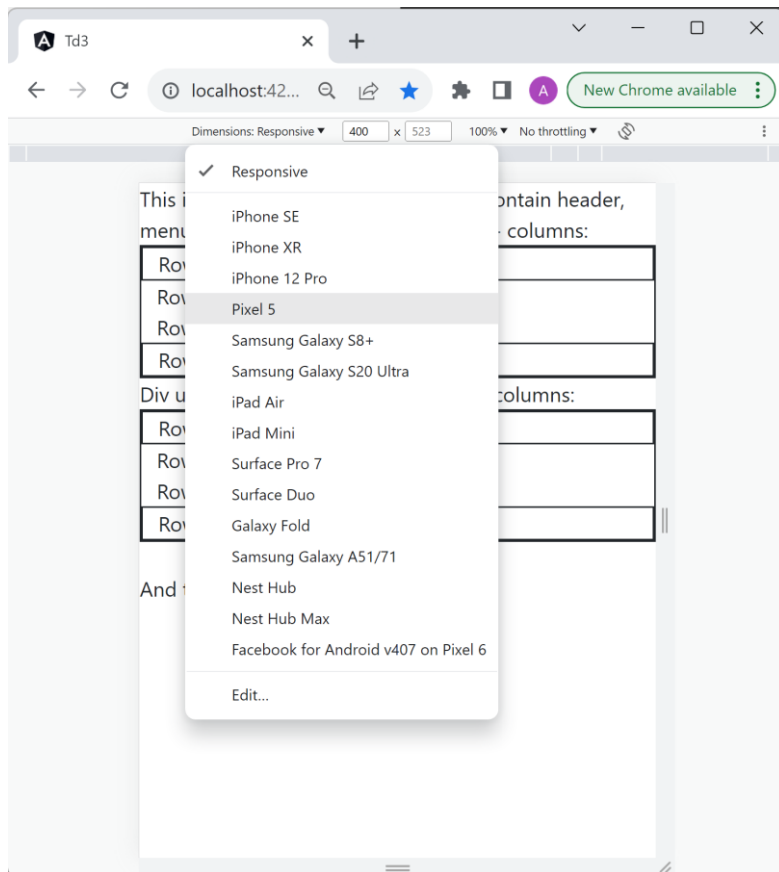 Td3
localhost:42... A New Chrome available
Dimensions: Responsive 400 x 523 100% No throttling
Responsive
This i ontain header,
iPhone SE
menu columns:
iPhone XR
Row
iPhone 12 Pro
Row
Pixel 5
Row
Samsung Galaxy S8+
Row
Samsung Galaxy S20 Ultra
Div u columns:
iPad Air
Row
iPad Mini
Row
Surface Pro 7
Row
Surface Duo
Row
Galaxy Fold
Samsung Galaxy A51/71
And t
Nest Hub
Nest Hub Max
Facebook for Android v407 on Pixel 6
Edit...